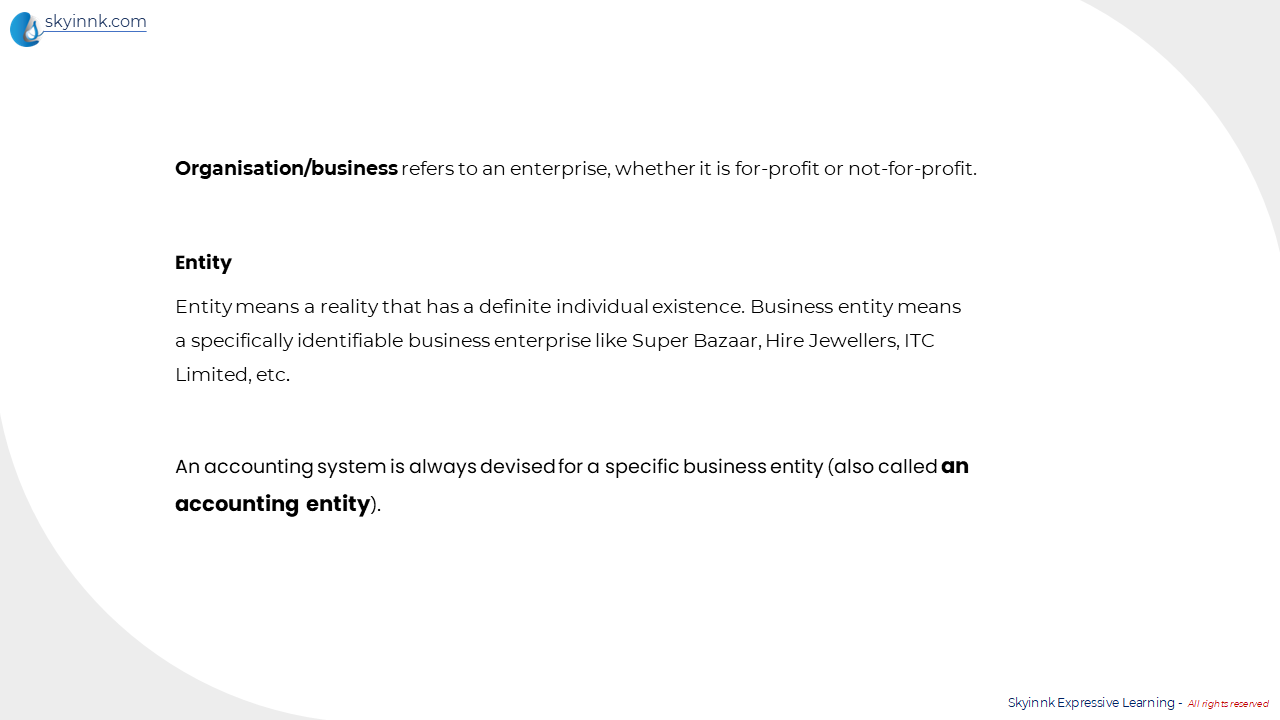 skyinnk.com
Organisation/business refers to an enterprise, whether it is for-profit or not-for-profit.
Entity
Entity means a reality that has a definite individual existence. Business entity means
a specifically identifiable business enterprise like Super Bazaar, Hire Jewellers, ITC
Limited, etc.
An accounting system is always devised for a specific business entity (also called an
accounting entity).
Skyinnk Expressive Learning - All rights reserved